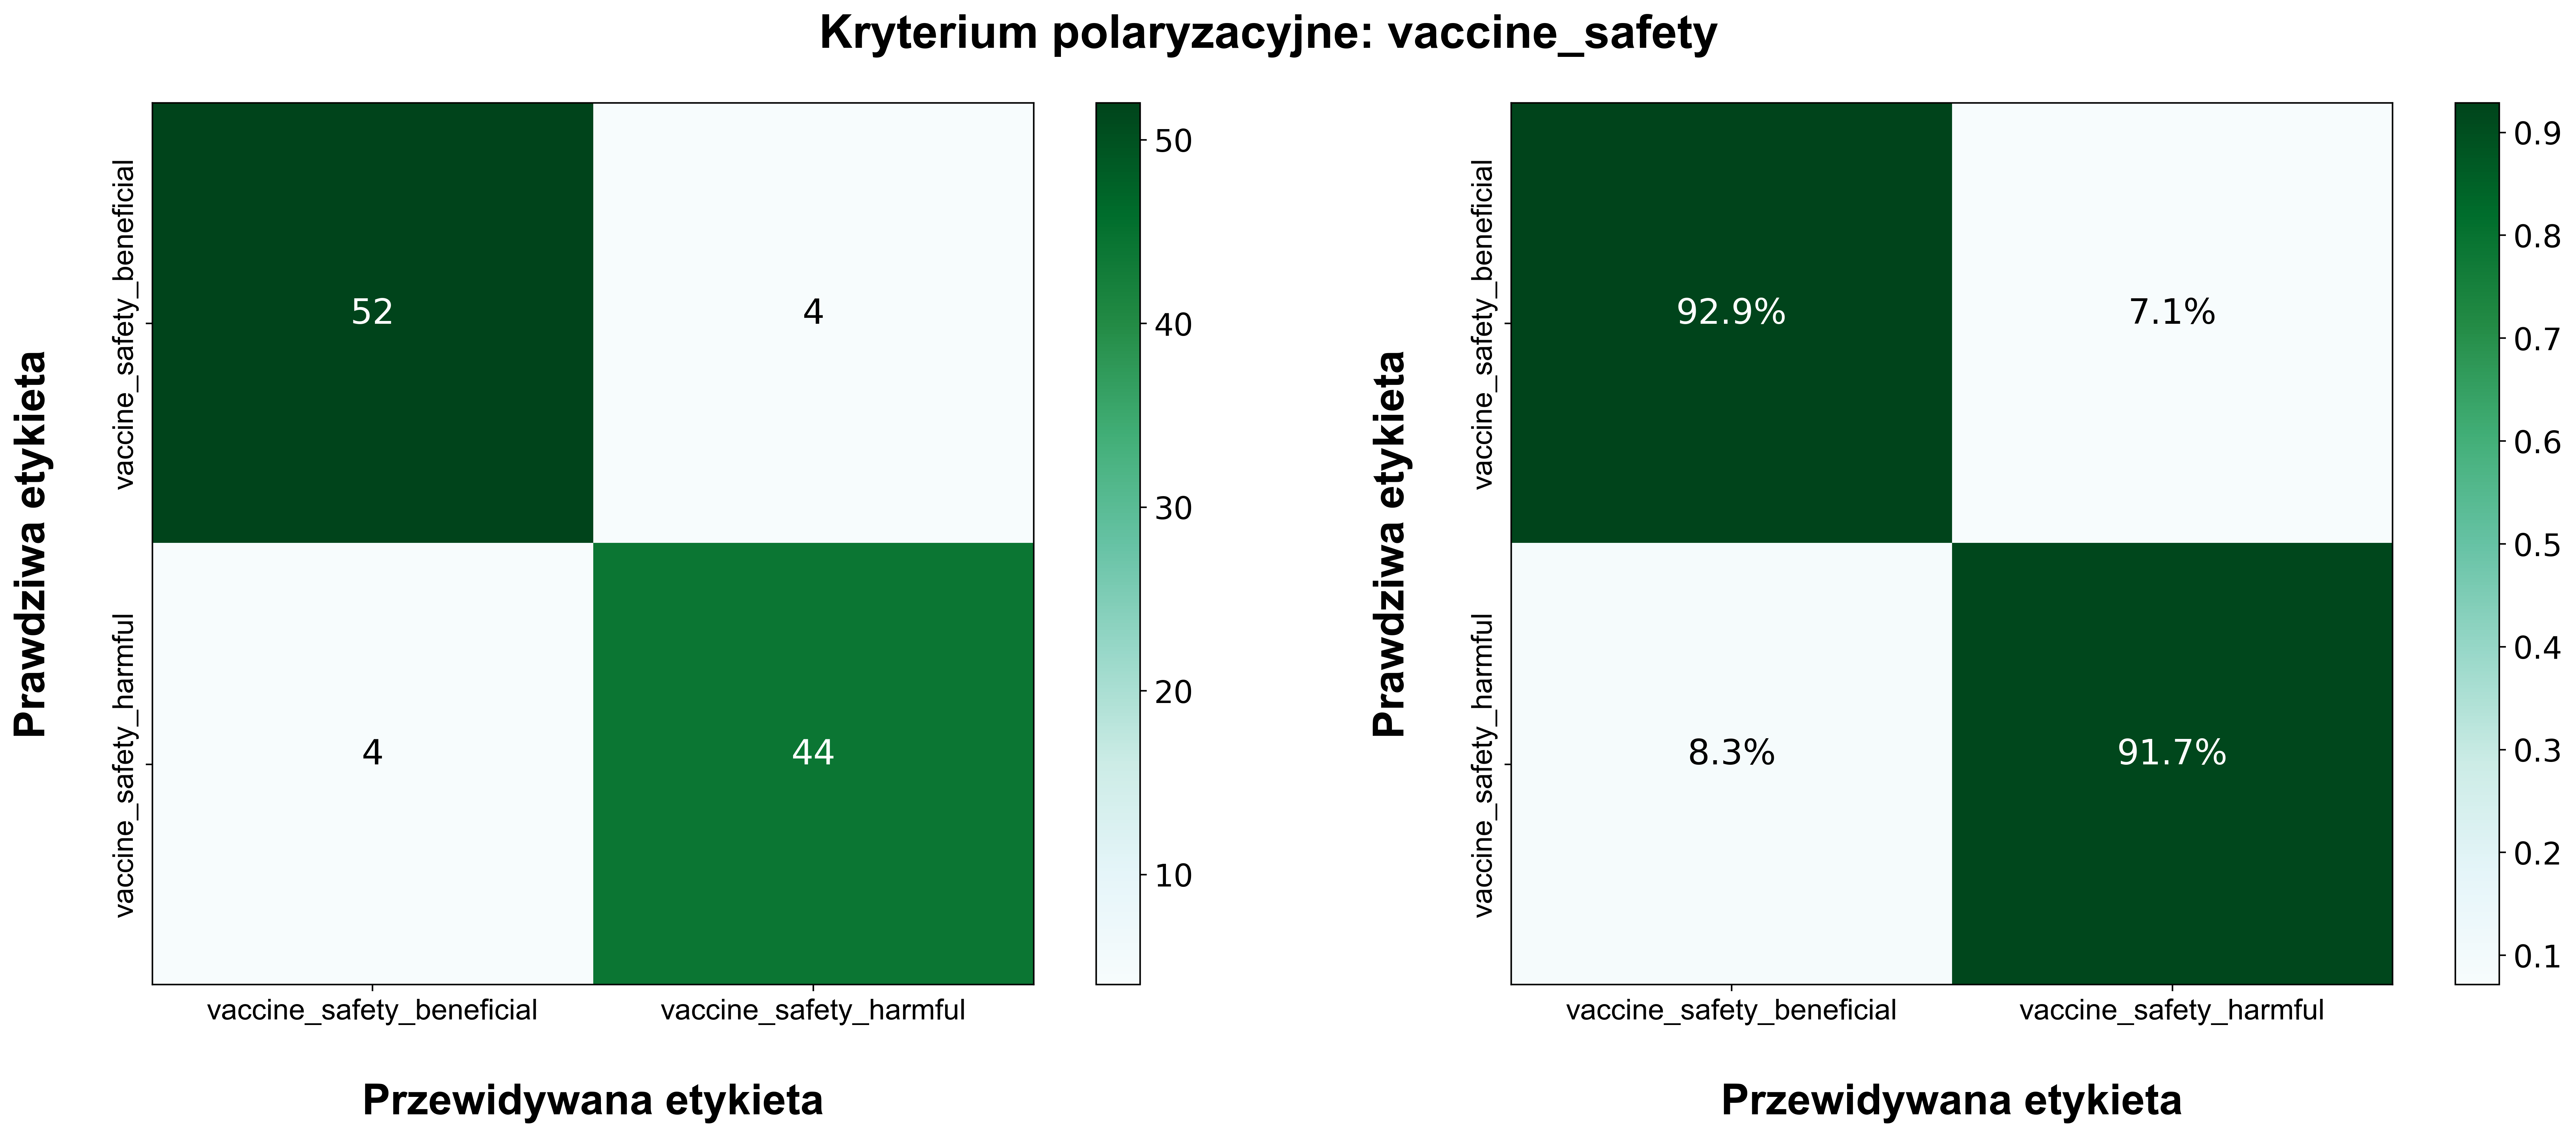 Kryterium polaryzacyjne: vaccine_safety
Prawdziwa etykieta
vaccine_safety_beneficial
vaccine_safety_harmful
52
4
4
44
vaccine_safety_beneficial
vaccine_safety_harmful
Przewidywana etykieta
50
40
30
20
10
Prawdziwa etykieta
vaccine_safety_beneficial
vaccine_safety_harmful
92.9%
7.1%
8.3%
91.7%
vaccine_safety_beneficial
vaccine_safety_harmful
Przewidywana etykieta
0.9
0.8
0.7
0.6
0.5
0.4
0.3
0.2
0.1